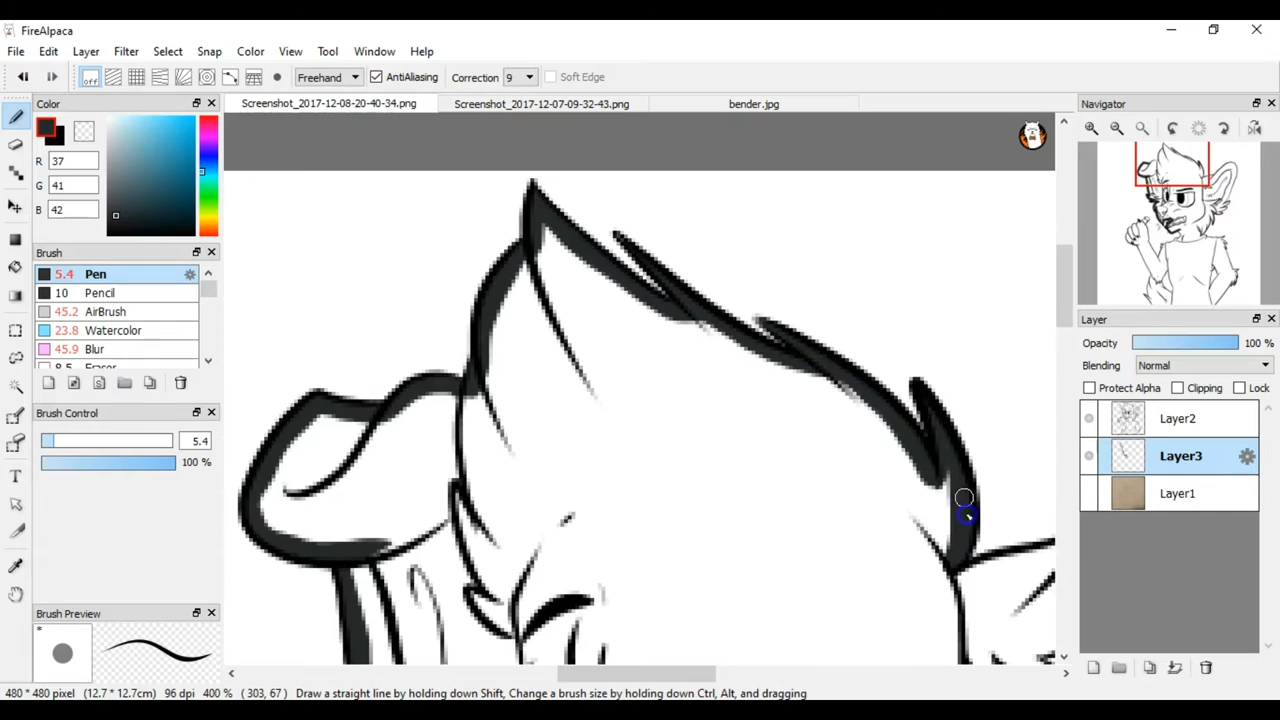 FireAlpaca
File Edit Layer Filter Select Snap Color View Tool Window Help
off Freehand AntiAliasing Correction 9 Soft Edge
Color
R 37
G 41
B 42
Brush
5.4 Pen
10 Pencil
45.2 AirBrush
23.8 Watercolor
45.9 Blur
8.5 Eraser
Brush Control
5.4
100 %
Brush Preview
*
Screenshot_2017-12-08-20-40-34.png Screenshot_2017-12-07-09-32-43.png bender.jpg
Navigator
Layer
Opacity 100 %
Blending Normal
Protect Alpha Clipping Lock
Layer2
Layer3
Layer1
480 * 480 pixel (12.7 * 12.7cm) 96 dpi 400 % ( 303, 67 ) Draw a straight line by holding down Shift, Change a brush size by holding down Ctrl, Alt, and dragging